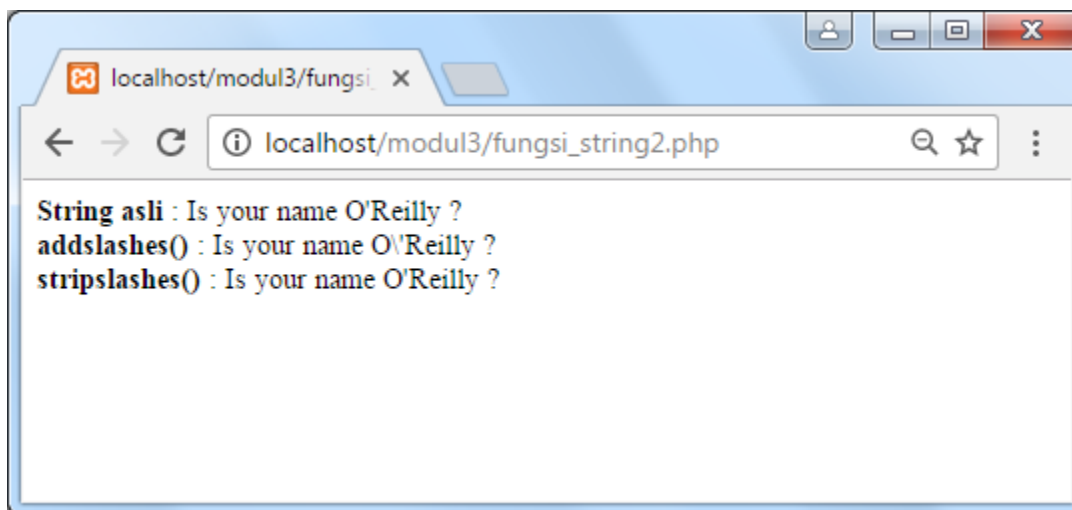 localhost/modul3/fungsi_
localhost/modul3/fungsi_string2.php
String asli : Is your name O'Reilly ?
addslashes() : Is your name O\'Reilly ?
stripslashes() : Is your name O'Reilly ?